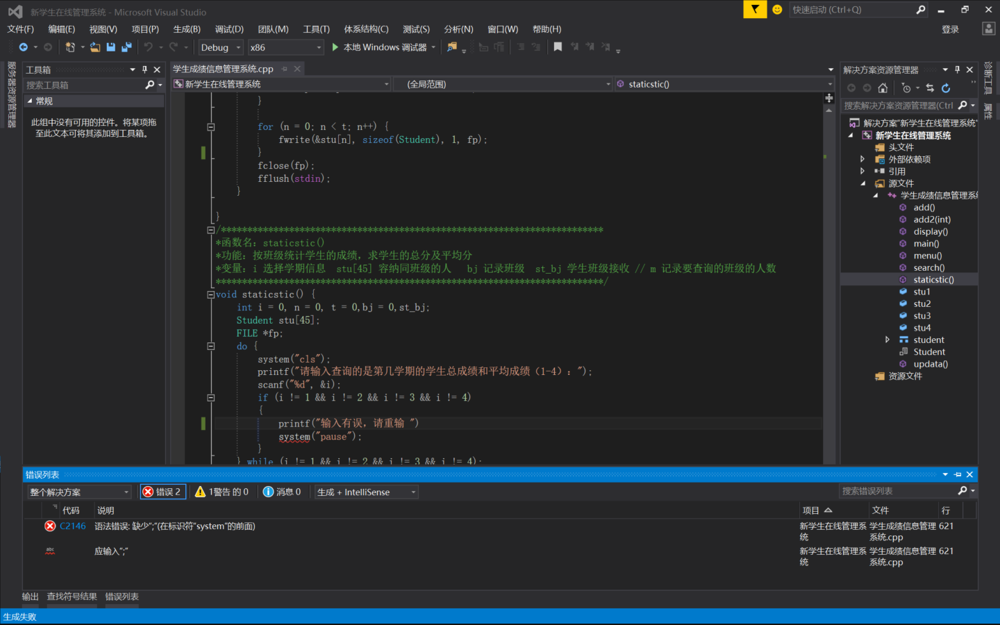 新学生在线管理系统 - Microsoft Visual Studio
快速启动 (Ctrl+Q)
文件(F) 编辑(E) 视图(V) 项目(P) 生成(B) 调试(D) 团队(M) 工具(T) 体系结构(C) 测试(S) 分析(N) 窗口(W) 帮助(H) 登录
Debug x86 本地 Windows 调试器
服务器资源管理器
工具箱
搜索工具箱
常规
此组中没有可用的控件。将某项拖
至此文本可将其添加到工具箱。
学生成绩信息管理系统.cpp
新学生在线管理系统 (全局范围) staticstic()
}
for (n = 0; n < t; n++) {
fwrite(&stu[n], sizeof(Student), 1, fp);
}
fclose(fp);
fflush(stdin);
}
}
/**************************************************************************
*函数名: staticstic()
*功能: 按班级统计学生的成绩, 求学生的总分及平均分
*变量: i 选择学期信息 stu[45] 容纳同班级的人 bj 记录班级 st_bj 学生班级接收 // m 记录要查询的班级的人数
**************************************************************************/
void staticstic() {
int i = 0, n = 0, t = 0,bj = 0,st_bj;
Student stu[45];
FILE *fp;
do {
system("cls");
printf("请输入查询的是第几学期的学生总成绩和平均成绩（1-4）: ");
scanf("%d", &i);
if (i != 1 && i != 2 && i != 3 && i != 4)
{
printf("输入有误，请重输 ")
system("pause");
}
} while (i != 1 && i != 2 && i != 3 && i != 4);
解决方案资源管理器
搜索解决方案资源管理器(Ctrl
解决方案"新学生在线管理系统"
新学生在线管理系统
头文件
外部依赖项
引用
源文件
学生成绩信息管理系
add()
add2(int)
display()
main()
menu()
search()
staticstic()
stu1
stu2
stu3
stu4
student
Student
updata()
资源文件
诊断工具
属性
错误列表
整个解决方案 错误 2 1警告 的 0 消息 0 生成 + IntelliSense 搜索错误列表
代码 说明 项目 文件 行
C2146 语法错误: 缺少";"(在标识符"system"的前面) 新学生在线管理系统 学生成绩信息管理系统.cpp 621
abc 应输入";" 新学生在线管理系统 学生成绩信息管理系统.cpp 621
输出 查找符号结果 错误列表
生成失败